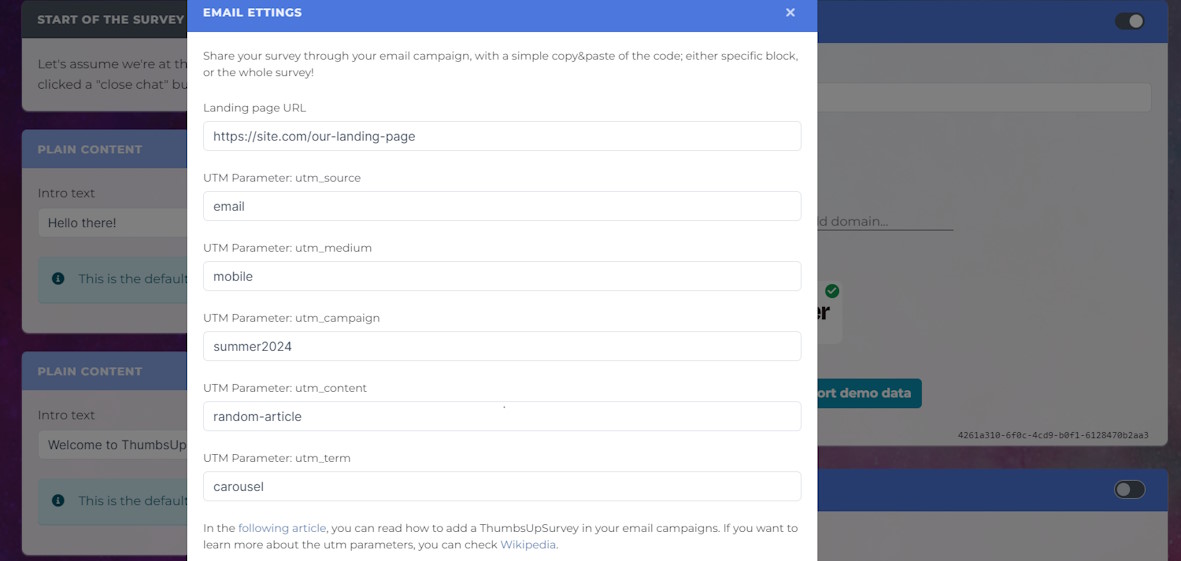 EMAIL ETTINGS
×
START OF THE SURVEY
Let's assume we're at th
clicked a "close chat" bu
PLAIN CONTENT
Intro text
Hello there!
This is the default
PLAIN CONTENT
Intro text
Welcome to ThumbsUp
This is the default
Share your survey through your email campaign, with a simple copy&paste of the code; either specific block,
or the whole survey!
Landing page URL
https://site.com/our-landing-page
UTM Parameter: utm_source
email
UTM Parameter: utm_medium
mobile
UTM Parameter: utm_campaign
summer2024
UTM Parameter: utm_content
random-article
UTM Parameter: utm_term
carousel
In the following article, you can read how to add a ThumbsUpSurvey in your email campaigns. If you want to
learn more about the utm parameters, you can check Wikipedia.
d domain...
er
ort demo data
4261a310-6f0c-4cd9-b0f1-6128470b2aa3